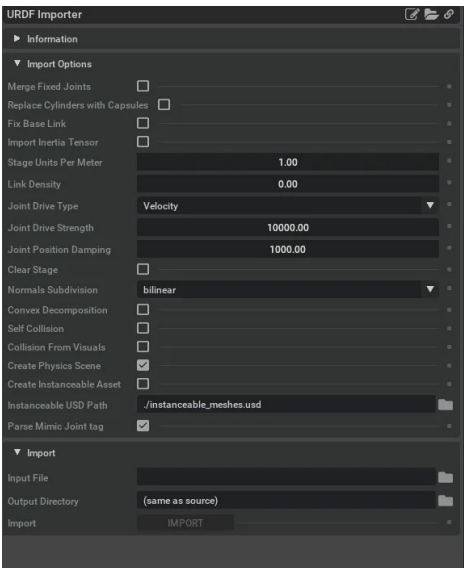 URDF Importer
Information
Import Options
Merge Fixed Joints
Replace Cylinders with Capsules
Fix Base Link
Import Inertia Tensor
Stage Units Per Meter 1.00
Link Density 0.00
Joint Drive Type Velocity
Joint Drive Strength 10000.00
Joint Position Damping 1000.00
Clear Stage
Normals Subdivision bilinear
Convex Decomposition
Self Collision
Collision From Visuals
Create Physics Scene
Create Instanceable Asset
Instanceable USD Path ./instanceable_meshes.usd
Parse Mimic Joint tag
Import
Input File
Output Directory (same as source)
Import IMPORT